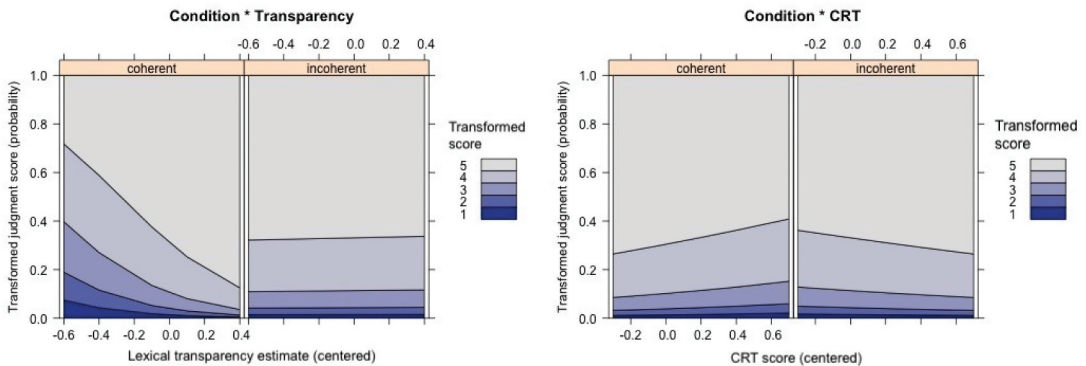 Condition * Transparency
-0.6 -0.4 -0.2 0.0 0.2 0.4
coherent incoherent
Transformed judgment score (probability)
1.0
0.8
0.6
0.4
0.2
0.0
-0.6 -0.4 -0.2 0.0 0.2 0.4
Lexical transparency estimate (centered)
Transformed
score
5
4
3
2
1
Condition * CRT
-0.2 0.0 0.2 0.4 0.6
coherent incoherent
Transformed judgment score (probability)
1.0
0.8
0.6
0.4
0.2
0.0
-0.2 0.0 0.2 0.4 0.6
CRT score (centered)
Transformed
score
5
4
3
2
1